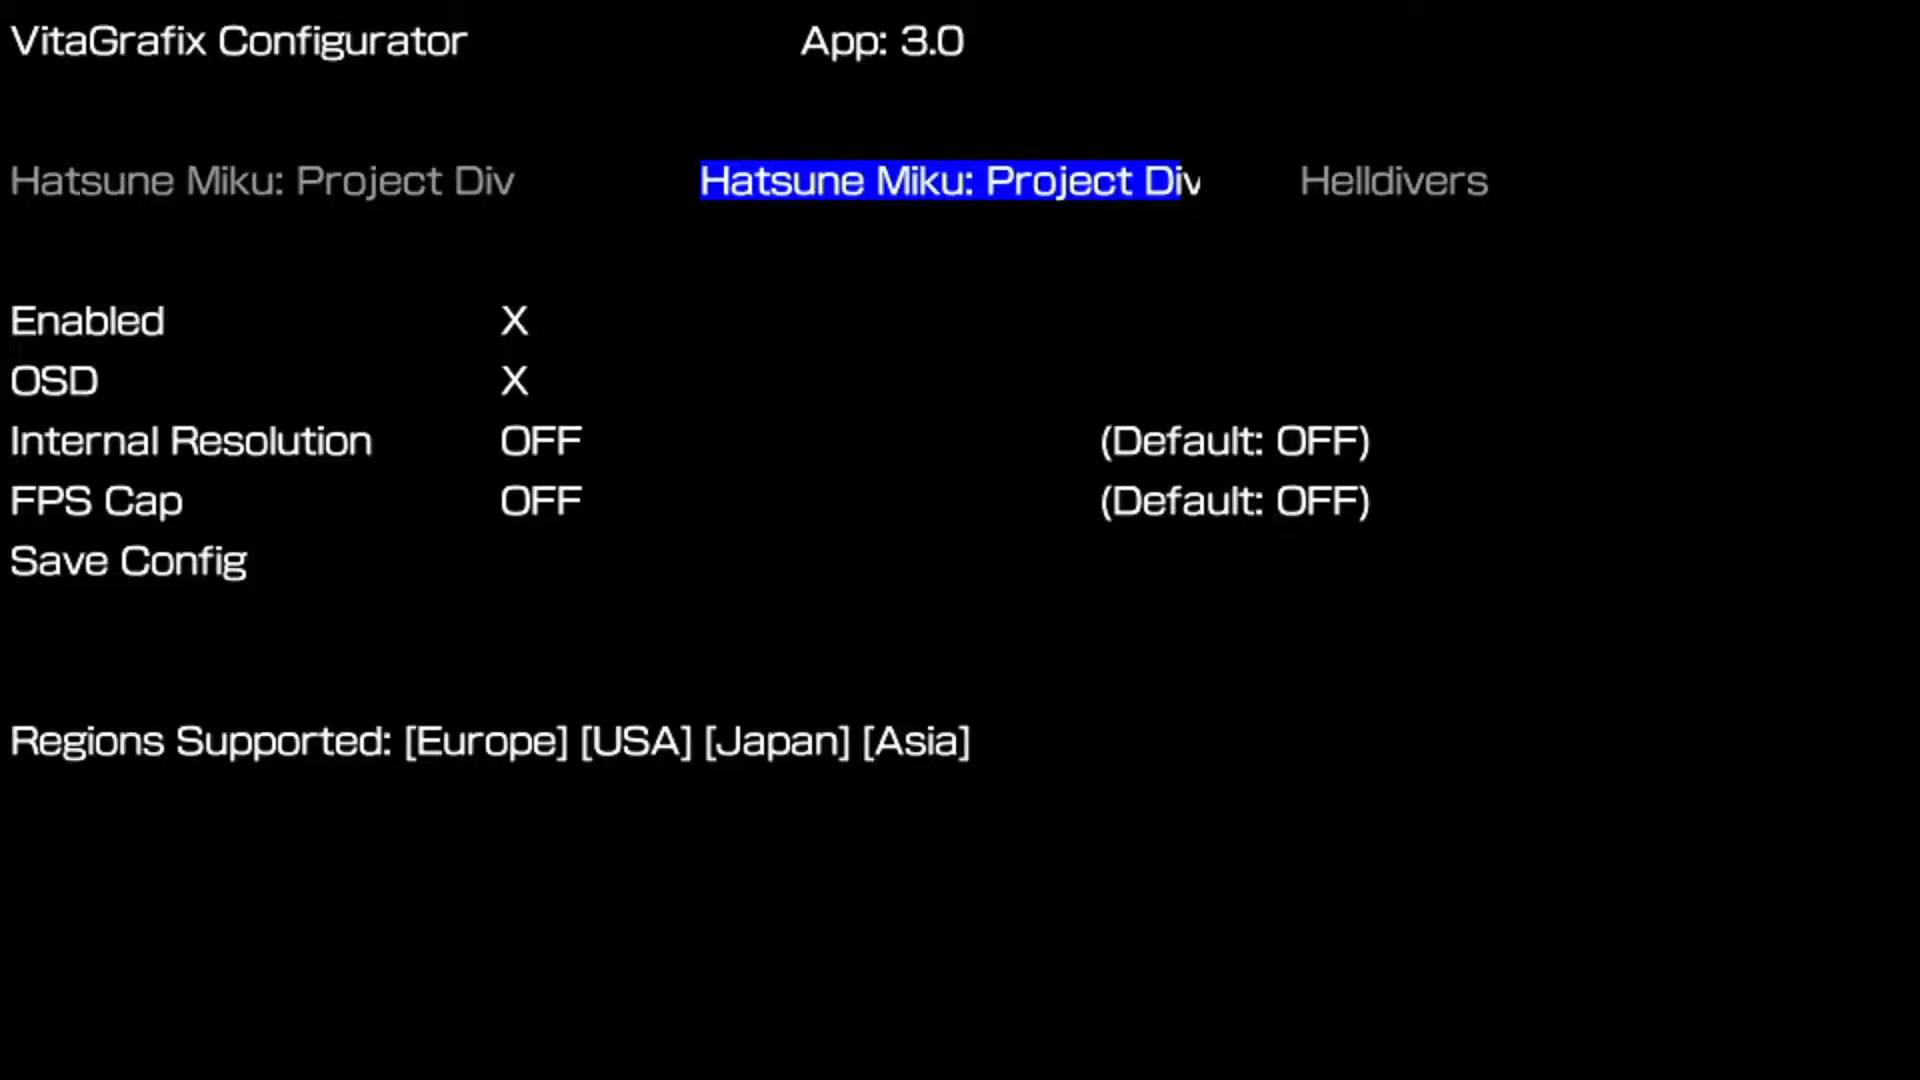 VitaGrafix Configurator App: 3.0
Hatsune Miku: Project Div Hatsune Miku: Project Div Helldivers
Enabled X
OSD X
Internal Resolution OFF (Default: OFF)
FPS Cap OFF (Default: OFF)
Save Config
Regions Supported: [Europe] [USA] [Japan] [Asia]